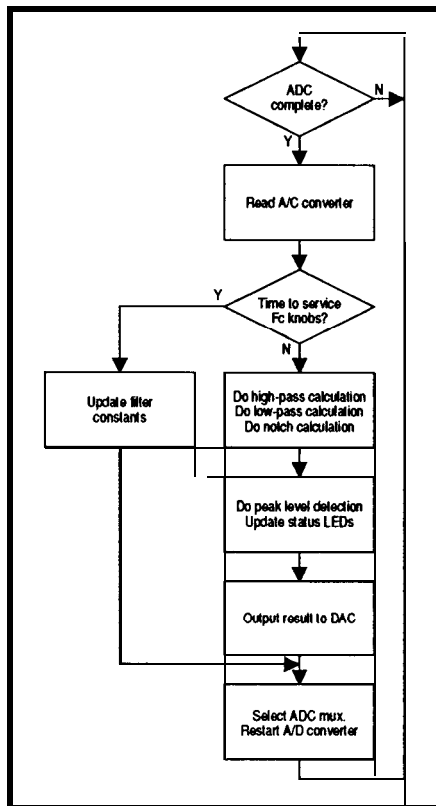 ADC
complete?
N
Y
Read A/C converter
Y
Time to service
Fc knobs?
N
Update filter
constants
Do high-pass calculation
Do low-pass calculation
Do notch calculation
Do peak level detection
Update status LEDs
Output result to DAC
Select ADC mux.
Restart A/D converter